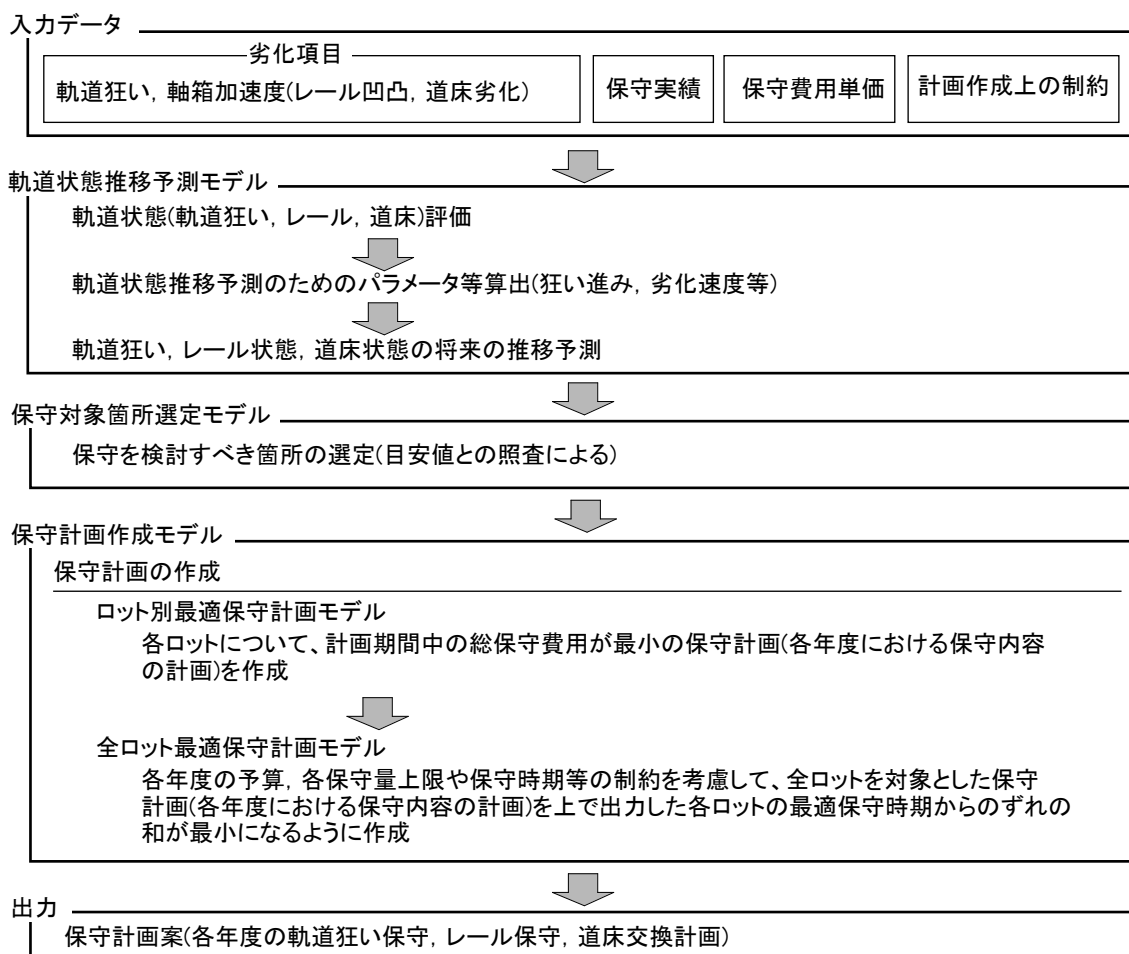 入力データ
劣化項目
軌道狂い, 軸箱加速度(レール凹凸, 道床劣化)
保守実績
保守費用単価
計画作成上の制約
軌道状態推移予測モデル
軌道状態(軌道狂い, レール, 道床)評価
軌道状態推移予測のためのパラメータ等算出(狂い進み, 劣化速度等)
軌道狂い, レール状態, 道床状態の将来の推移予測
保守対象箇所選定モデル
保守を検討すべき箇所の選定(目安値との照査による)
保守計画作成モデル
保守計画の作成
ロット別最適保守計画モデル
各ロットについて、計画期間中の総保守費用が最小の保守計画(各年度における保守内容
の計画)を作成
全ロット最適保守計画モデル
各年度の予算, 各保守量上限や保守時期等の制約を考慮して、全ロットを対象とした保守
計画(各年度における保守内容の計画)を上で出力した各ロットの最適保守時期からのずれの
和が最小になるように作成
出力
保守計画案(各年度の軌道狂い保守, レール保守, 道床交換計画)